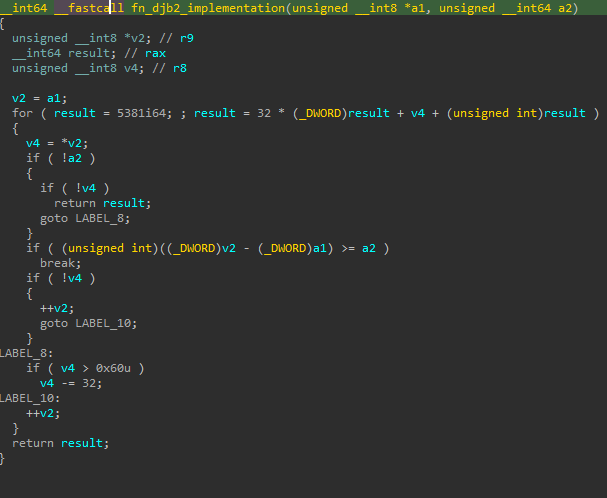 __int64 __fastcall fn_djb2_implementation(unsigned __int8 *a1, unsigned __int64 a2)
{
  unsigned __int8 *v2; // r9
  __int64 result; // rax
  unsigned __int8 v4; // r8

  v2 = a1;
  for ( result = 5381i64; ; result = 32 * (_DWORD)result + v4 + (unsigned int)result )
  {
    v4 = *v2;
    if ( !a2 )
    {
      if ( !v4 )
        return result;
      goto LABEL_8;
    }
    if ( (unsigned int)((_DWORD)v2 - (_DWORD)a1) >= a2 )
      break;
    if ( !v4 )
    {
      ++v2;
      goto LABEL_10;
    }
LABEL_8:
    if ( v4 > 0x60u )
      v4 -= 32;
LABEL_10:
    ++v2;
  }
  return result;
}